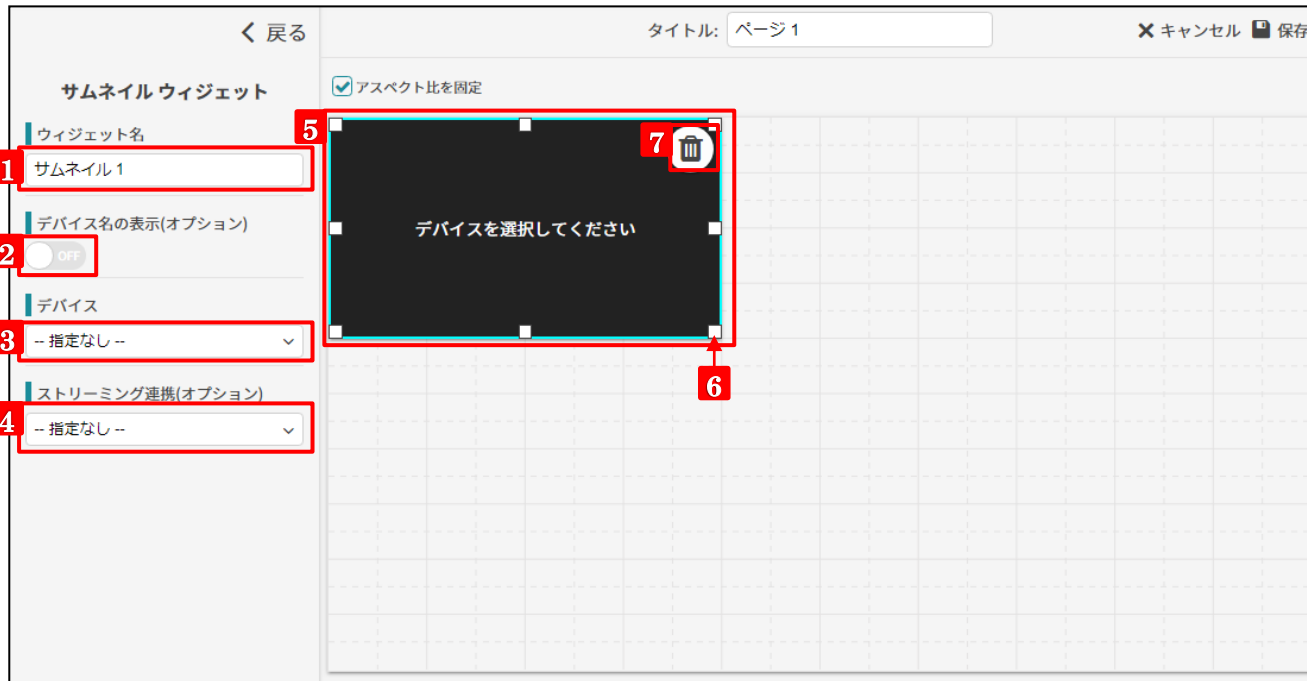 戻る
タイトル: ページ 1
キャンセル 保存
サムネイル ウィジェット
アスペクト比を固定
ウィジェット名
5
7
1
サムネイル 1
デバイス名の表示(オプション)
デバイスを選択してください
2
OFF
デバイス
3
-- 指定なし --
6
ストリーミング連携(オプション)
4
-- 指定なし --